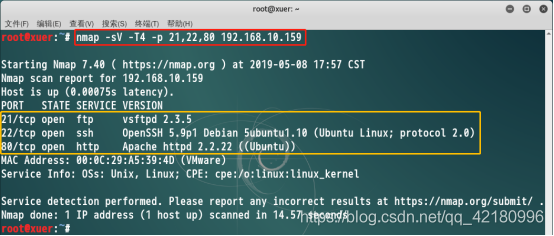 root@xuer: ~
文件(F) 编辑(E) 查看(V) 搜索(S) 终端(T) 帮助(H)
root@xuer:~# nmap -sV -T4 -p 21,22,80 192.168.10.159
Starting Nmap 7.40 ( https://nmap.org ) at 2019-05-08 17:57 CST
Nmap scan report for 192.168.10.159
Host is up (0.00075s latency).
PORT   STATE SERVICE VERSION
21/tcp open  ftp     vsftpd 2.3.5
22/tcp open  ssh     OpenSSH 5.9p1 Debian 5ubuntu1.10 (Ubuntu Linux; protocol 2.0)
80/tcp open  http    Apache httpd 2.2.22 ((Ubuntu))
MAC Address: 00:0C:29:A5:39:4D (VMware)
Service Info: OSs: Unix, Linux; CPE: cpe:/o:linux:linux_kernel
Service detection performed. Please report any incorrect results at https://nmap.org/submit/ .
Nmap done: 1 IP address (1 host up) scanned in 14.57 seconds
https://blog.csdn.net/qq_42180996
root@xuer:~#